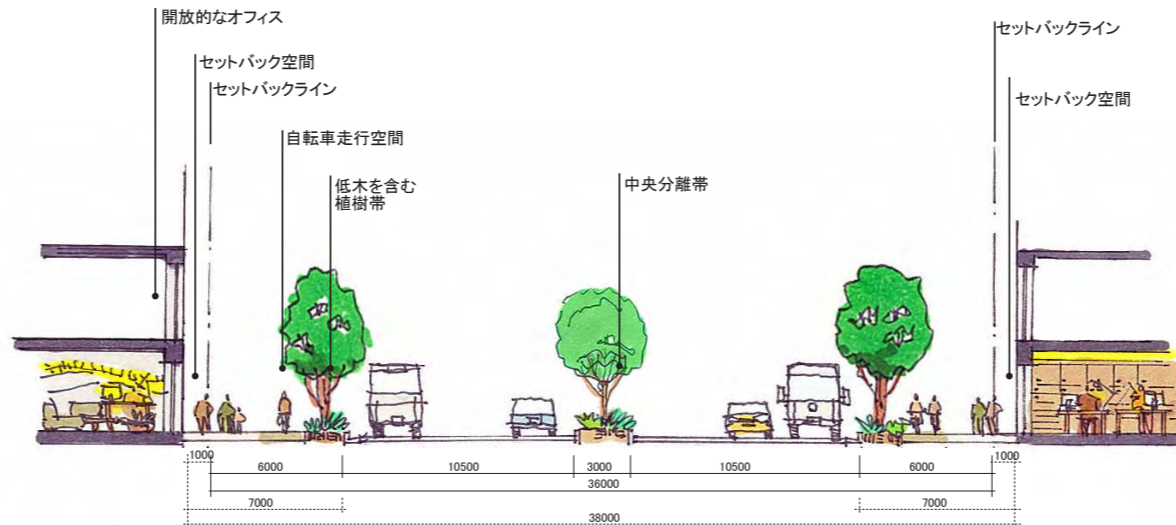 開放的なオフィス
セットバックライン
セットバック空間
セットバックライン
セットバック空間
自転車走行空間
低木を含む
植樹帯
中央分離帯
1000
1000
6000
10500
3000
10500
6000
36000
7000
7000
38000